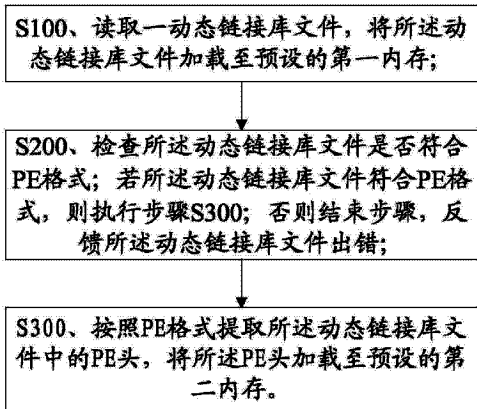 S100、读取一动态链接库文件，将所述动
态链接库文件加载至预设的第一内存；
S200、检查所述动态链接库文件是否符合
PE格式；若所述动态链接库文件符合PE格
式，则执行步骤S300；否则结束步骤，反
馈所述动态链接库文件出错；
S300、按照PE格式提取所述动态链接库文
件中的PE头，将所述PE头加载至预设的第
二内存。